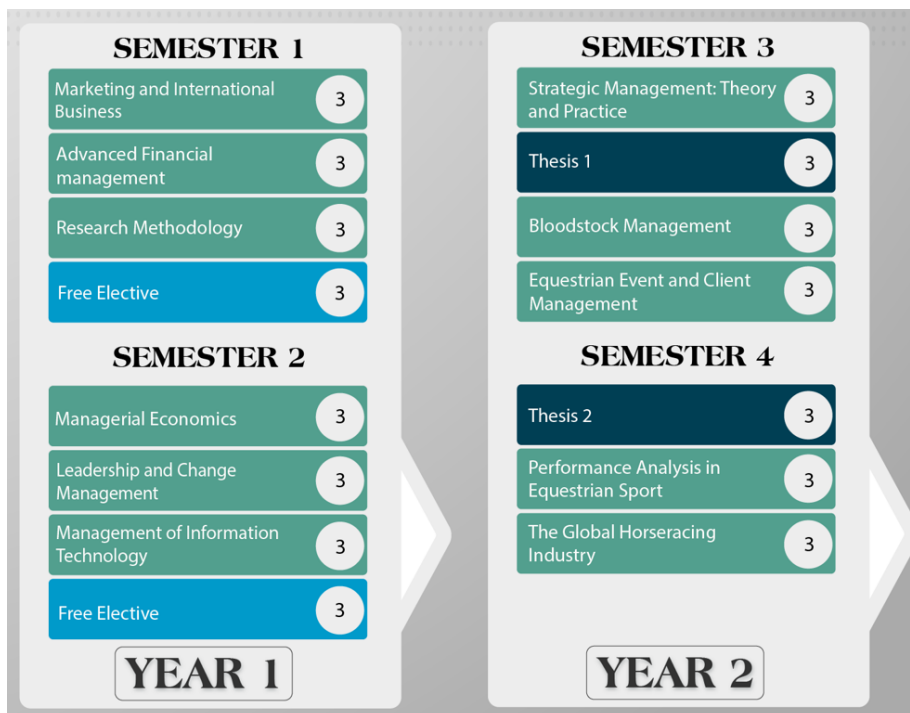 SEMESTER 1
Marketing and International
Business
3
Advanced Financial
management
3
Research Methodology
3
Free Elective
3
SEMESTER 2
Managerial Economics
3
Leadership and Change
Management
3
Management of Information
Technology
3
Free Elective
3
YEAR 1
SEMESTER 3
Strategic Management: Theory
and Practice
3
Thesis 1
3
Bloodstock Management
3
Equestrian Event and Client
Management
3
SEMESTER 4
Thesis 2
3
Performance Analysis in
Equestrian Sport
3
The Global Horseracing
Industry
3
YEAR 2